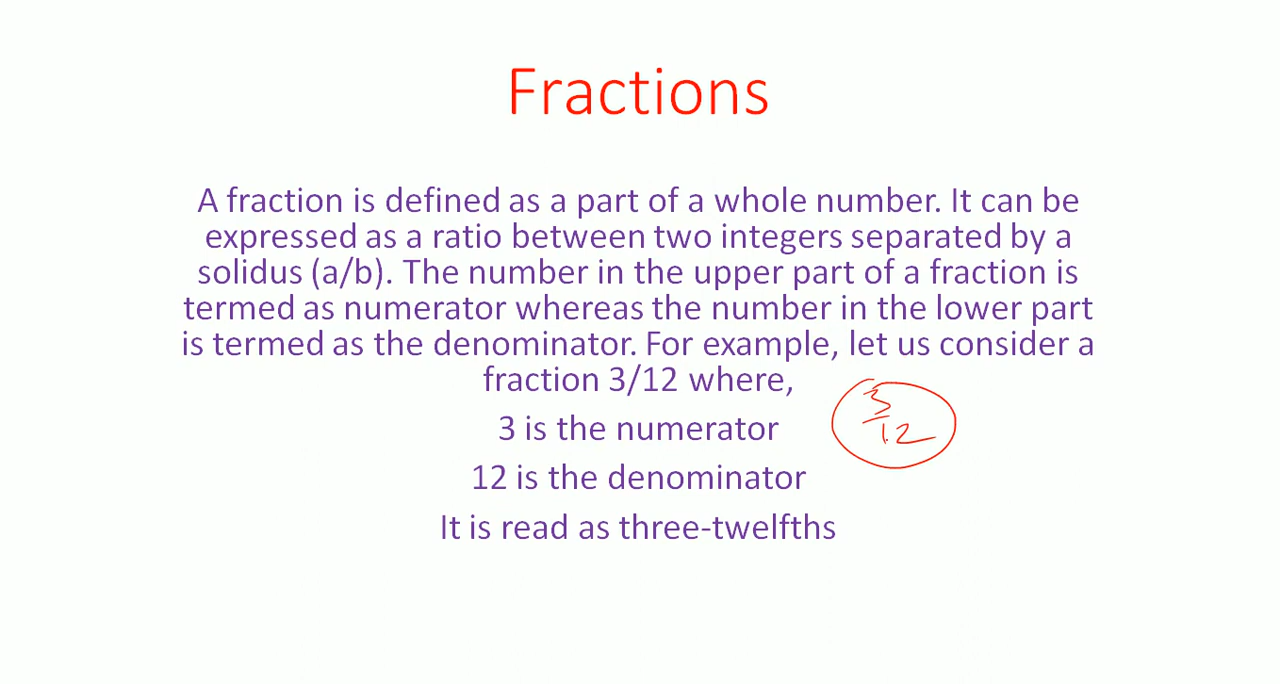 Fractions
A fraction is defined as a part of a whole number. It can be
expressed as a ratio between two integers separated by a
solidus (a/b). The number in the upper part of a fraction is
termed as numerator whereas the number in the lower part
is termed as the denominator. For example, let us consider a
fraction 3/12 where,
3 is the numerator
3
12
12 is the denominator
It is read as three-twelfths